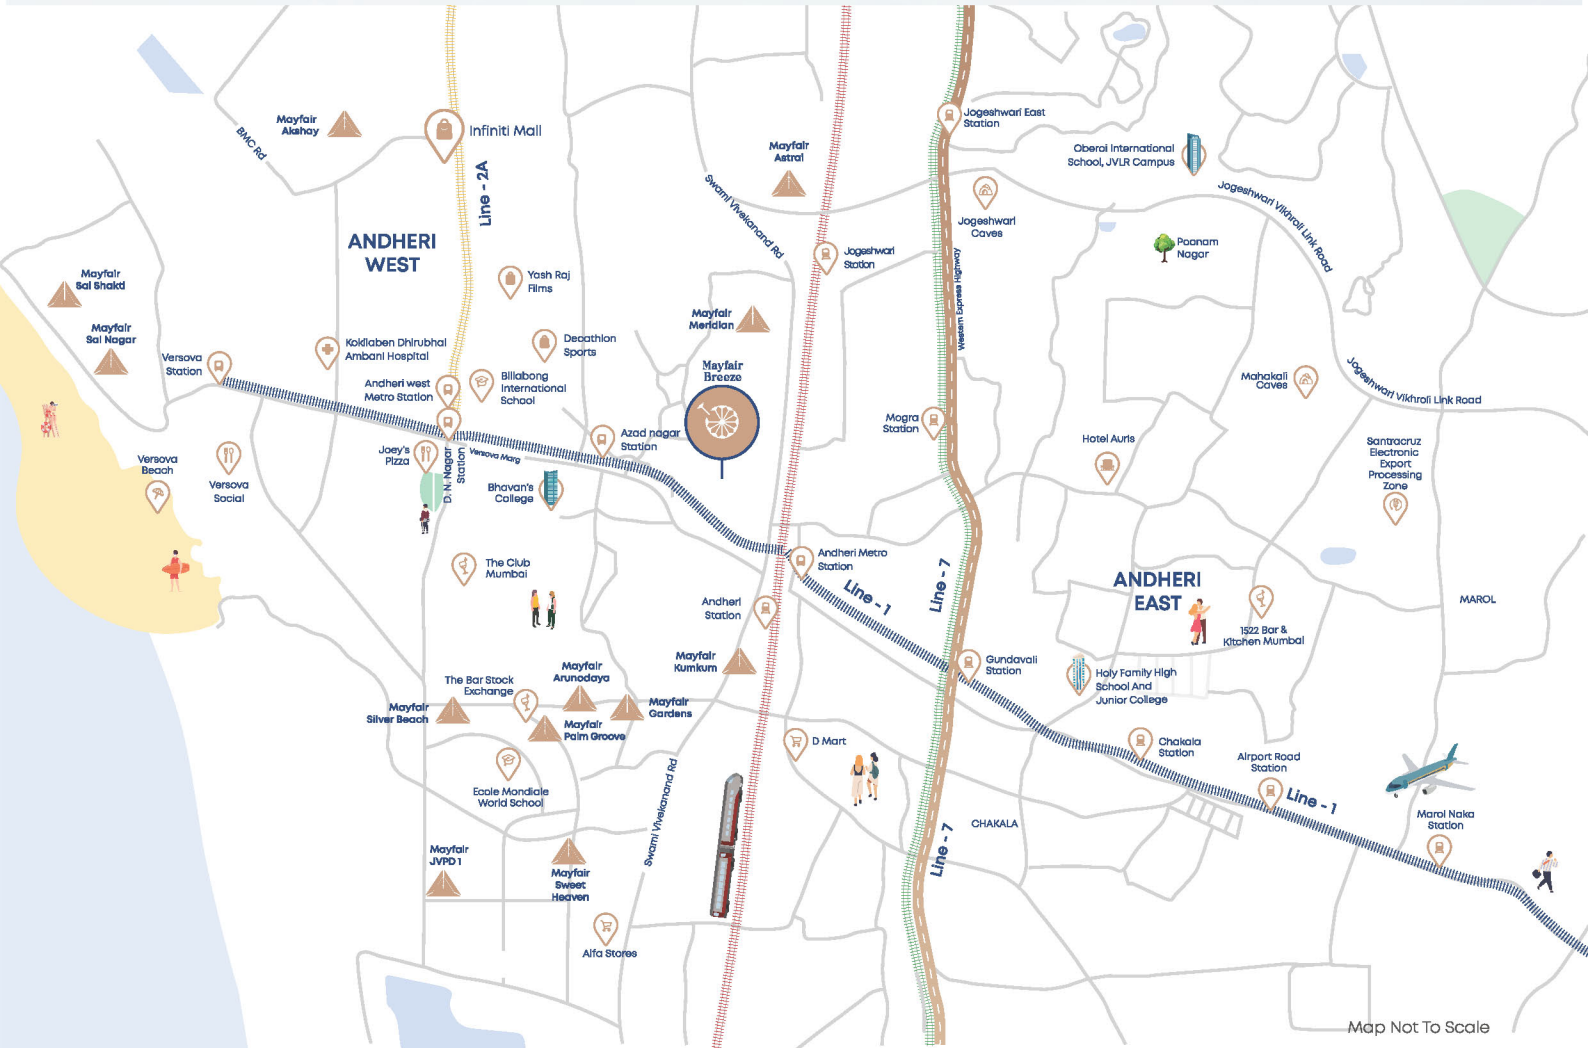 Mayfair
Akshay
Infiniti Mall
BMC Rd
Line - 2A
ANDHERI
WEST
Mayfair
Astral
Swami Vivekanand Rd
Jogeshwari East
Station
Oberoi International
School, JVLR Campus
Jogeshwari
Caves
Jogeshwari Vikhroli Link Road
Poonam
Nagar
Jogeshwari
Station
Western Express Highway
Mayfair
Sai Shakti
Mayfair
Sai Nagar
Yash Raj
Films
Mayfair
Meridian
Versova
Station
Kokilaben Dhirubhai
Ambani Hospital
Decathlon
Sports
Andheri west
Metro Station
Billabong
International
School
Mayfair
Breeze
Mahakali
Caves
Jogeshwari Vikhroli Link Road
Mogra
Station
Azad nagar
Station
Hotel Auris
Santracruz
Electronic
Export
Processing
Zone
Joey's
Pizza
D. N. Nagar
Station
Versova Marg
Versova
Beach
Versova
Social
Bhavan's
College
The Club
Mumbai
Andheri Metro
Station
Line - 1
Line - 7
ANDHERI
EAST
MAROL
Andheri
Station
1522 Bar &
Kitchen Mumbai
Mayfair
Kumkum
Gundavali
Station
Holy Family High
School And
Junior College
The Bar Stock
Exchange
Mayfair
Arunodaya
Mayfair
Silver Beach
Mayfair
Gardens
Mayfair
Palm Groove
D Mart
Chakala
Station
Airport Road
Station
Line - 1
Ecole Mondiale
World School
Swami Vivekanand Rd
Marol Naka
Station
CHAKALA
Line - 7
Mayfair
JVPD 1
Mayfair
Sweet
Heaven
Alfa Stores
Map Not To Scale